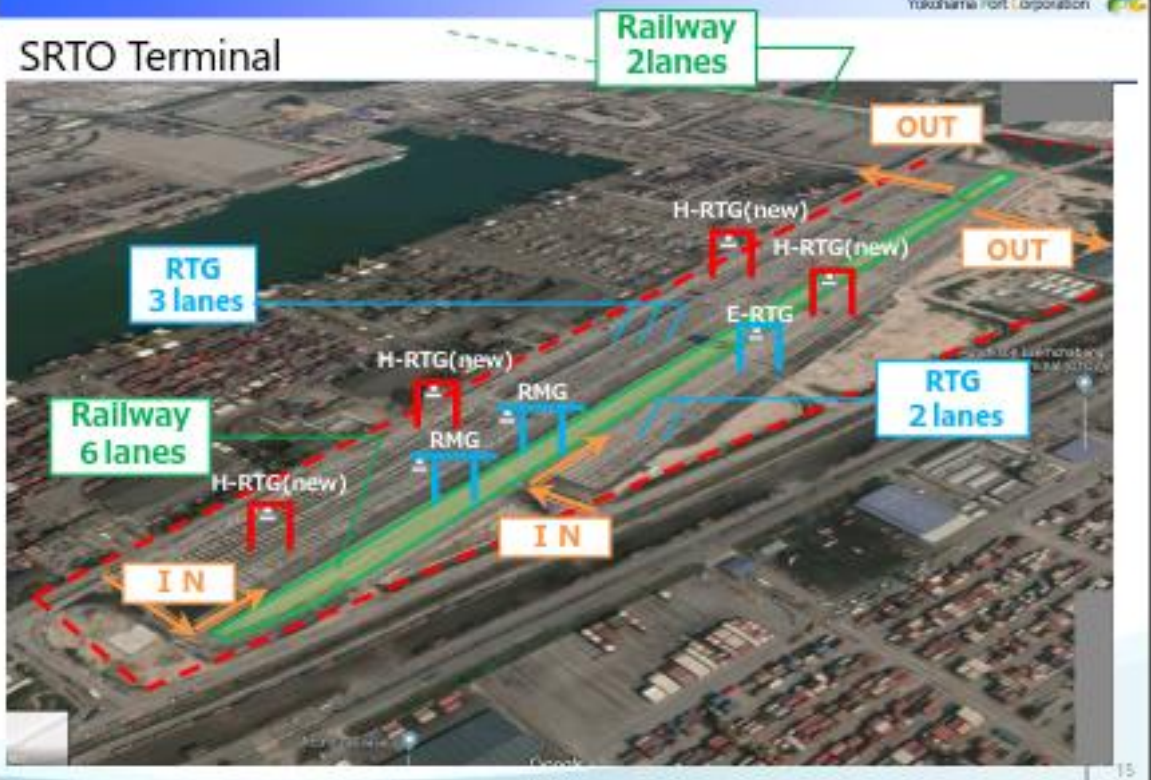 Yokohama Port Corporation
SRTO Terminal
Railway
2lanes
OUT
H-RTG(new)
H-RTG(new)
OUT
RTG
3 lanes
E-RTG
H-RTG(new)
RMG
RTG
2 lanes
Railway
6 lanes
RMG
H-RTG(new)
I N
I N
Google
15